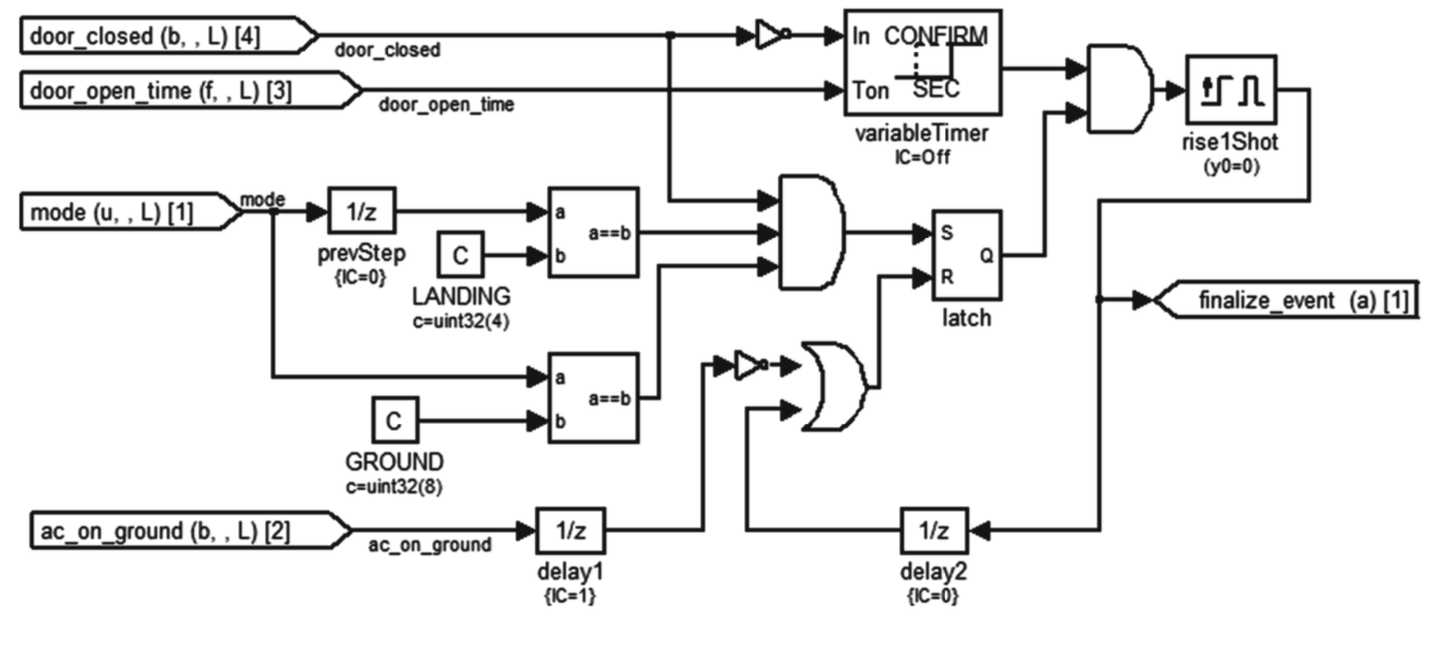 door_closed (b, , L) [4]
door_closed
door_open_time (f, , L) [3]
door_open_time
In CONFIRM
Ton SEC
variableTimer
IC=Off
rise1Shot
(y0=0)
mode (u, , L) [1]
mode
1/z
prevStep
{IC=0}
a
b
a==b
C
LANDING
c=uint32(4)
S
R
Q
latch
finalize_event (a) [1]
a
b
a==b
C
GROUND
c=uint32(8)
ac_on_ground (b, , L) [2]
ac_on_ground
1/z
delay1
{IC=1}
1/z
delay2
{IC=0}